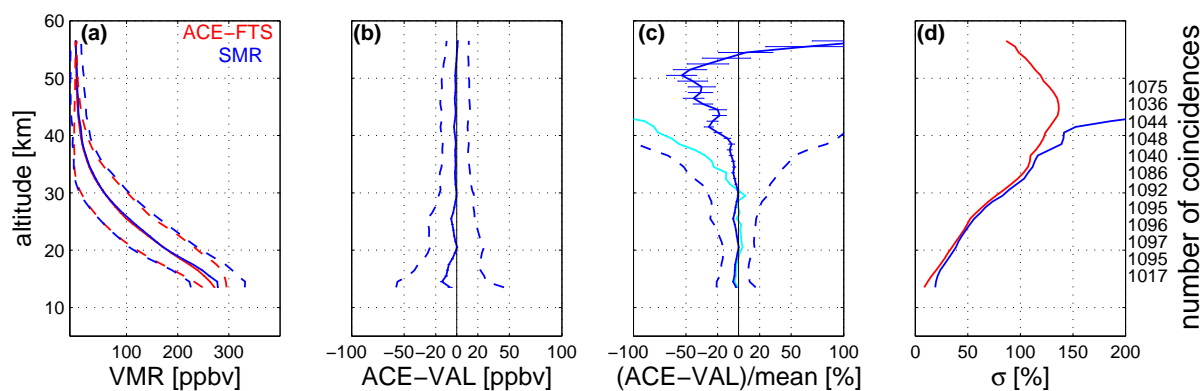 (a)
ACE−FTS
SMR
(b)
(c)
(d)
60
50
40
30
20
10
altitude [km]
100 200 300
VMR [ppbv]
−100 −50 −20 0 20 50 100
ACE−VAL [ppbv]
−100 −50 −20 0 20 50 100
(ACE−VAL)/mean [%]
0 50 100 150 200
σ [%]
1075
1036
1044
1048
1040
1086
1092
1095
1096
1097
1095
1017
number of coincidences